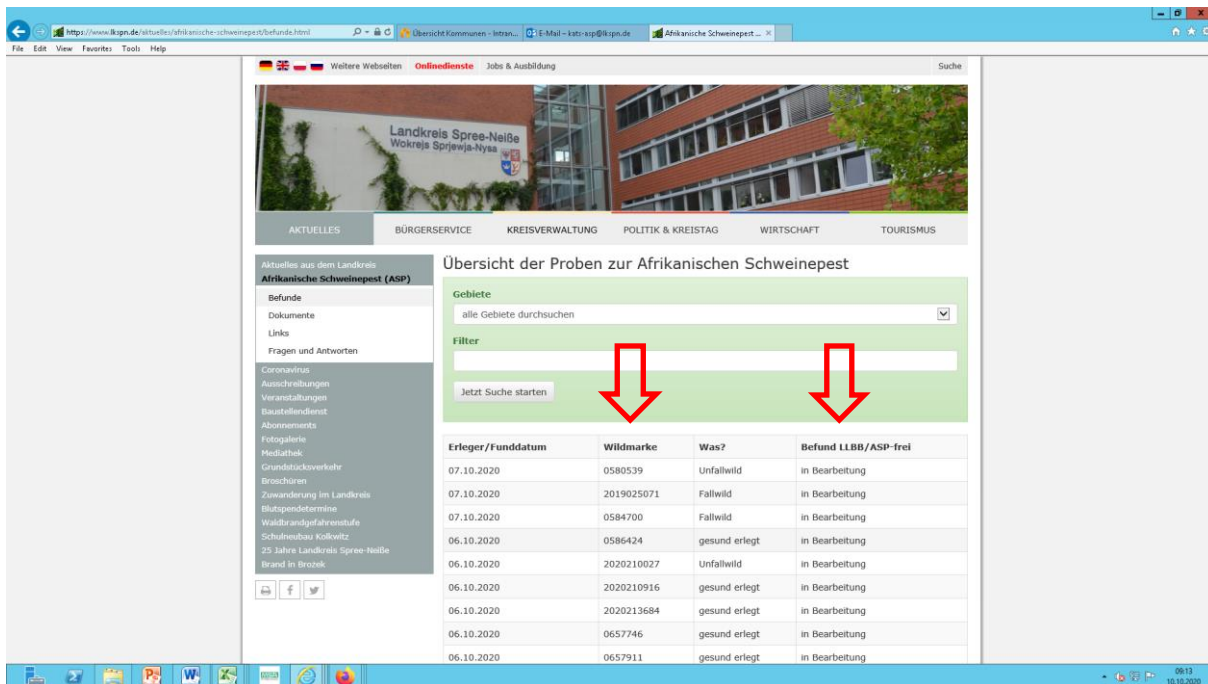 https://www.lkspn.de/aktuelles/afrikanische-schweinepest/befunde.html
Übersicht Kommunen – Intran...
E-Mail – kats-asp@lkspn.de
Afrikanische Schweinepest ...
File Edit View Favorites Tools Help
Weitere Webseiten Onlinedienste Jobs & Ausbildung Suche
Landkreis Spree-Neiße
Wokrejs Sprjewja-Nysa
AKTUELLES BÜRGERSERVICE KREISVERWALTUNG POLITIK & KREISTAG WIRTSCHAFT TOURISMUS
Aktuelles aus dem Landkreis
Afrikanische Schweinepest (ASP)
Befunde
Dokumente
Links
Fragen und Antworten
Coronavirus
Ausschreibungen
Veranstaltungen
Baustellendienst
Abonnements
Fotogalerie
Mediathek
Grundstücksverkehr
Broschüren
Zuwanderung im Landkreis
Blutspendetermine
Waldbrandgefahrenstufe
Schulneubau Kolkwitz
25 Jahre Landkreis Spree-Neiße
Brand in Brozek
Übersicht der Proben zur Afrikanischen Schweinepest
Gebiete
alle Gebiete durchsuchen
Filter
Jetzt Suche starten
Erleger/Funddatum Wildmarke Was? Befund LLBB/ASP-frei
07.10.2020 0580539 Unfallwild in Bearbeitung
07.10.2020 2019025071 Fallwild in Bearbeitung
07.10.2020 0584700 Fallwild in Bearbeitung
06.10.2020 0586424 gesund erlegt in Bearbeitung
06.10.2020 2020210027 Unfallwild in Bearbeitung
06.10.2020 2020210916 gesund erlegt in Bearbeitung
06.10.2020 2020213684 gesund erlegt in Bearbeitung
06.10.2020 0657746 gesund erlegt in Bearbeitung
06.10.2020 0657911 gesund erlegt in Bearbeitung
09:13
10.10.2020